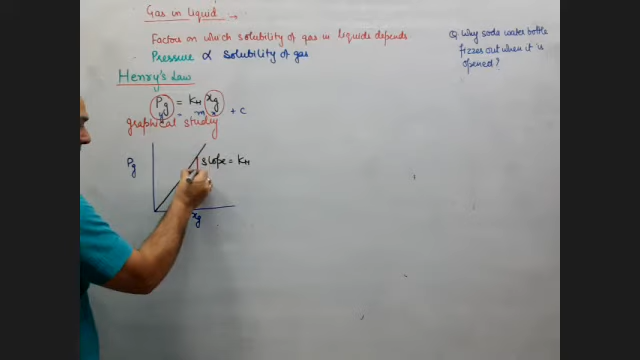 Gas in liquid →
Factors on which solubility of gas in liquids depends
Pressure ∝ Solubility of gas
Henry's Law
Pg = KH xg
y = m x + c
graphical study
Pg
slope = KH
xg
Q. Why soda water bottle
fizzes out when it is
opened?